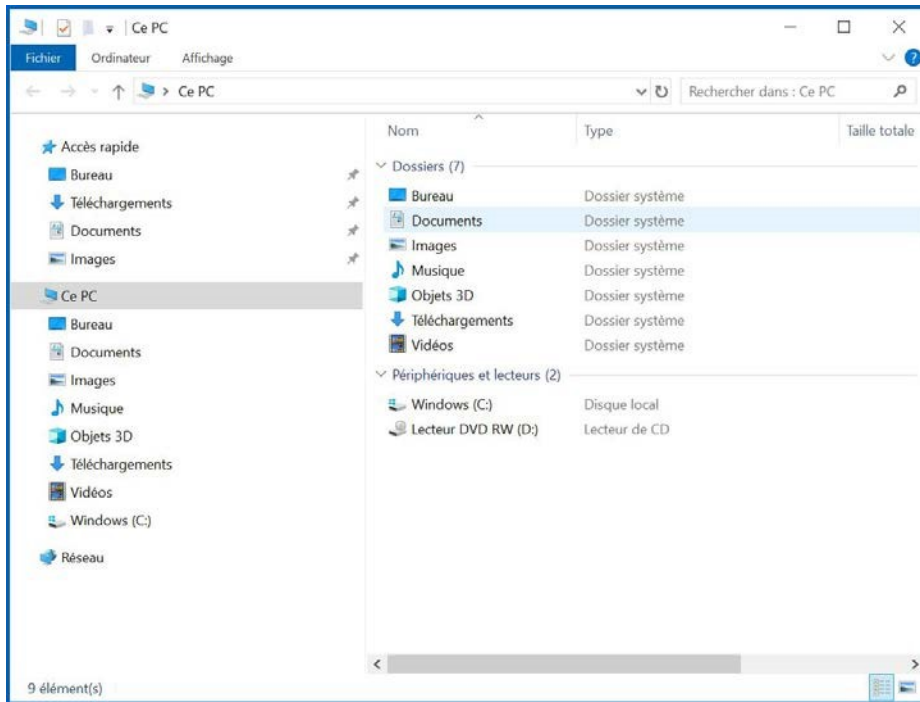 Ce PC
Fichier Ordinateur Affichage
Ce PC
Rechercher dans : Ce PC
Accès rapide
Bureau
Téléchargements
Documents
Images
Ce PC
Bureau
Documents
Images
Musique
Objets 3D
Téléchargements
Vidéos
Windows (C:)
Réseau
Nom Type Taille totale
Dossiers (7)
Bureau Dossier système
Documents Dossier système
Images Dossier système
Musique Dossier système
Objets 3D Dossier système
Téléchargements Dossier système
Vidéos Dossier système
Périphériques et lecteurs (2)
Windows (C:) Disque local
Lecteur DVD RW (D:) Lecteur de CD
9 élément(s)